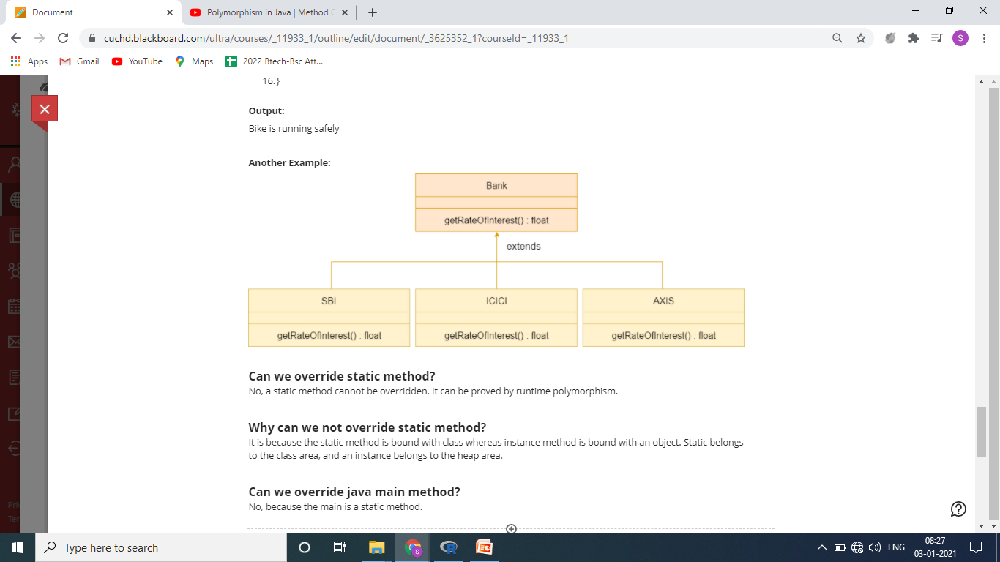 Document
Polymorphism in Java | Method
cuchd.blackboard.com/ultra/courses/_11933_1/outline/edit/document/_3625352_1?courseId=_11933_1
S
Apps
Gmail
YouTube
Maps
2022 Btech-Bsc Att...
16.}
Output:
Bike is running safely
Another Example:
Bank
getRateOfInterest() : float
extends
SBI
ICICI
AXIS
getRateOfInterest() : float
getRateOfInterest() : float
getRateOfInterest() : float
Can we override static method?
No, a static method cannot be overridden. It can be proved by runtime polymorphism.
Why can we not override static method?
It is because the static method is bound with class whereas instance method is bound with an object. Static belongs
to the class area, and an instance belongs to the heap area.
Can we override java main method?
No, because the main is a static method.
Type here to search
S
R
ENG
08:27
03-01-2021